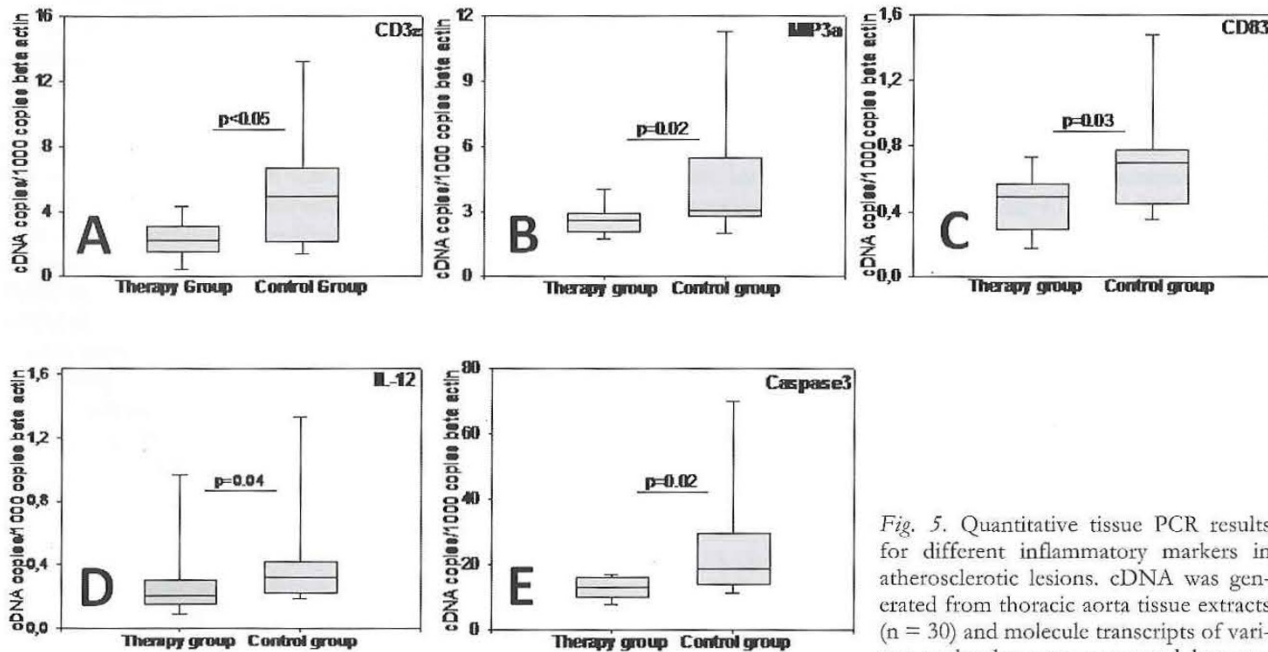 CD3z
cDNA copies/1000 copies beta actin
16
12
8
4
0
p<0.05
A
Therapy Group Control Group
MIP3a
cDNA copies/1000 copies beta actin
12
9
6
3
0
p=0.02
B
Therapy group Control group
CD83
cDNA copies/1000 copies beta actin
1,6
1,2
0,8
0,4
0,0
p=0.03
C
Therapy group Control group
IL-12
cDNA copies/1000 copies beta actin
1,6
1,2
0,8
0,4
0,0
p=0.04
D
Therapy group Control group
Caspase3
cDNA copies/1000 copies beta actin
80
60
40
20
0
p=0.02
E
Therapy group Control group
Fig. 5. Quantitative tissue PCR results
for different inflammatory markers in
atherosclerotic lesions. cDNA was gen-
erated from thoracic aorta tissue extracts
(n = 30) and molecule transcripts of vari-